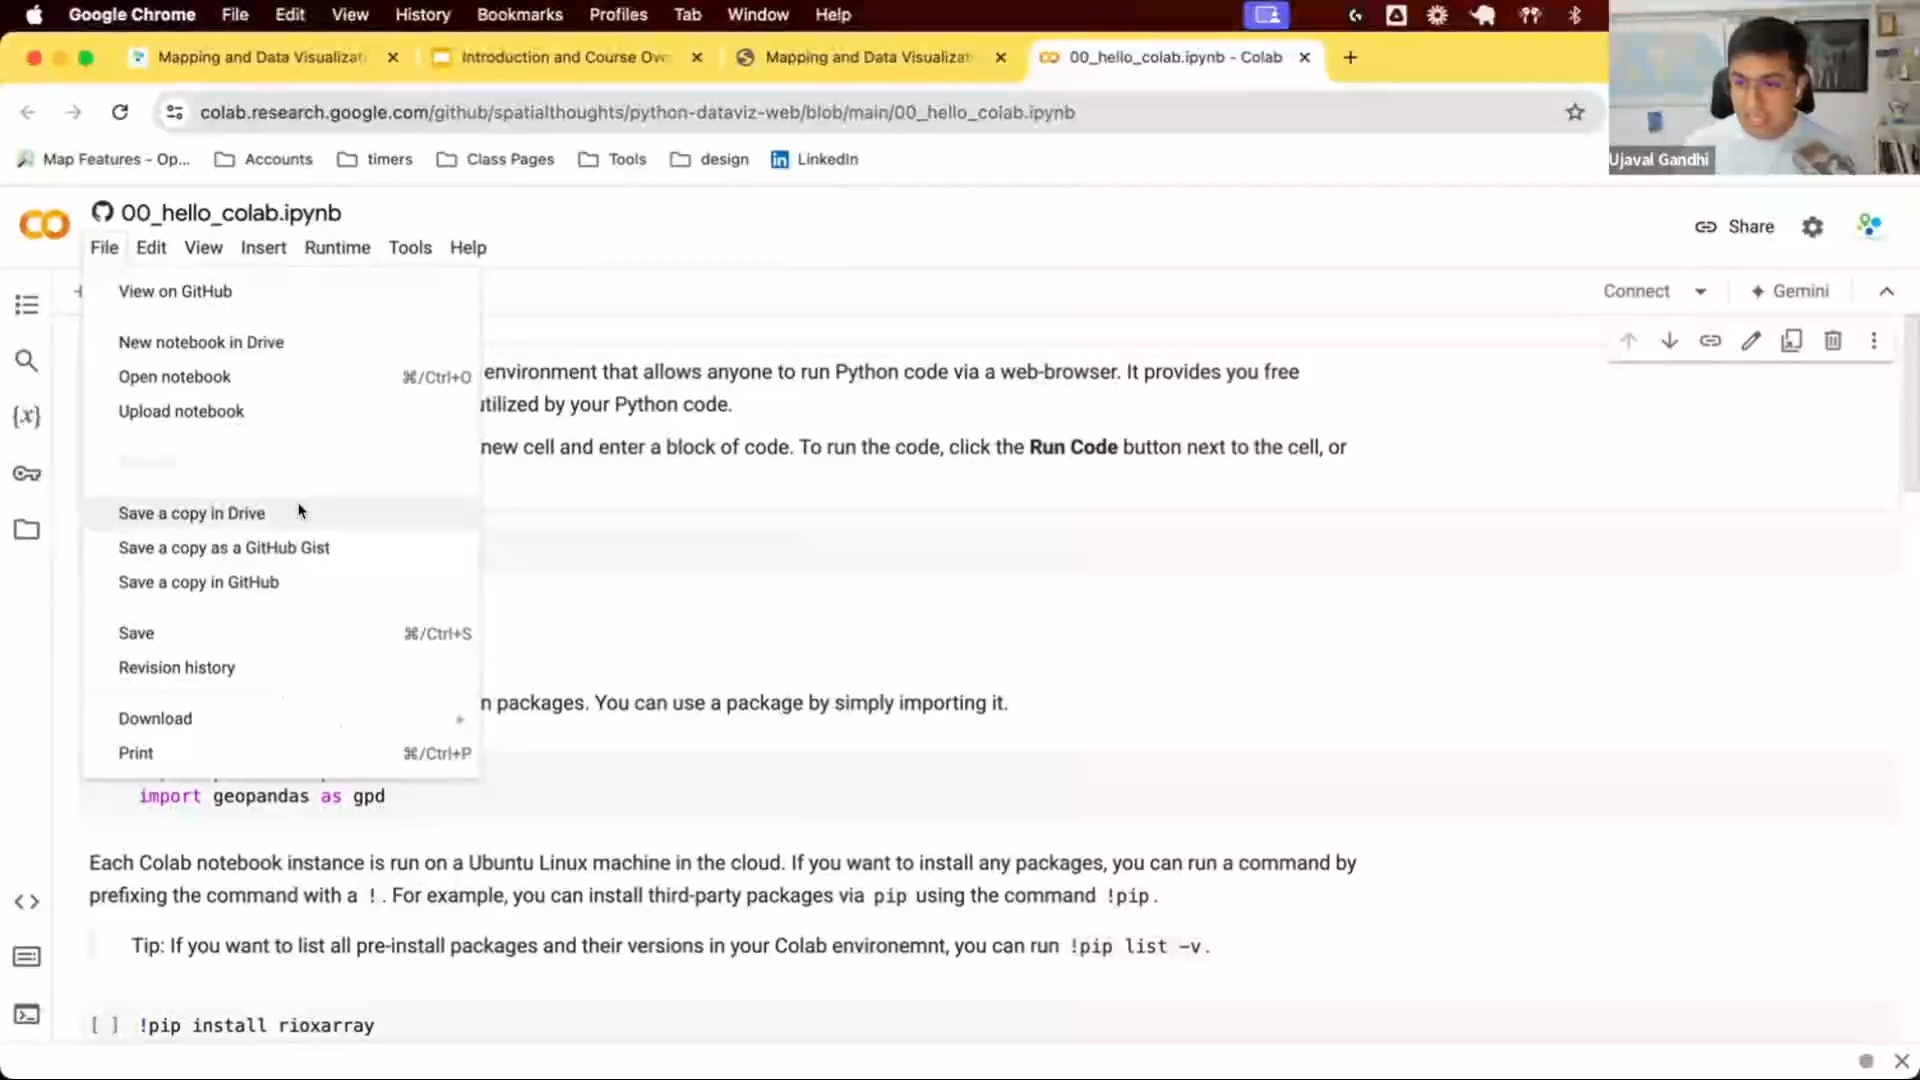 Google Chrome File Edit View History Bookmarks Profiles Tab Window Help
Mapping and Data Visualizati
Introduction and Course Ove
Mapping and Data Visualizat
00_hello_colab.ipynb - Colab
colab.research.google.com/github/spatialthoughts/python-dataviz-web/blob/main/00_hello_colab.ipynb
Map Features - Op...
Accounts
timers
Class Pages
Tools
design
LinkedIn
Ujaval Gandhi
00_hello_colab.ipynb
File Edit View Insert Runtime Tools Help
Share
Connect
Gemini
View on GitHub
New notebook in Drive
Open notebook ⌘/Ctrl+O
Upload notebook
Save a copy in Drive
Save a copy as a GitHub Gist
Save a copy in GitHub
Save ⌘/Ctrl+S
Revision history
Download
Print ⌘/Ctrl+P
environment that allows anyone to run Python code via a web-browser. It provides you free
utilized by your Python code.
new cell and enter a block of code. To run the code, click the Run Code button next to the cell, or
n packages. You can use a package by simply importing it.
import geopandas as gpd
Each Colab notebook instance is run on a Ubuntu Linux machine in the cloud. If you want to install any packages, you can run a command by
prefixing the command with a !. For example, you can install third-party packages via pip using the command !pip.
Tip: If you want to list all pre-install packages and their versions in your Colab environemnt, you can run !pip list -v.
[ ] !pip install rioxarray